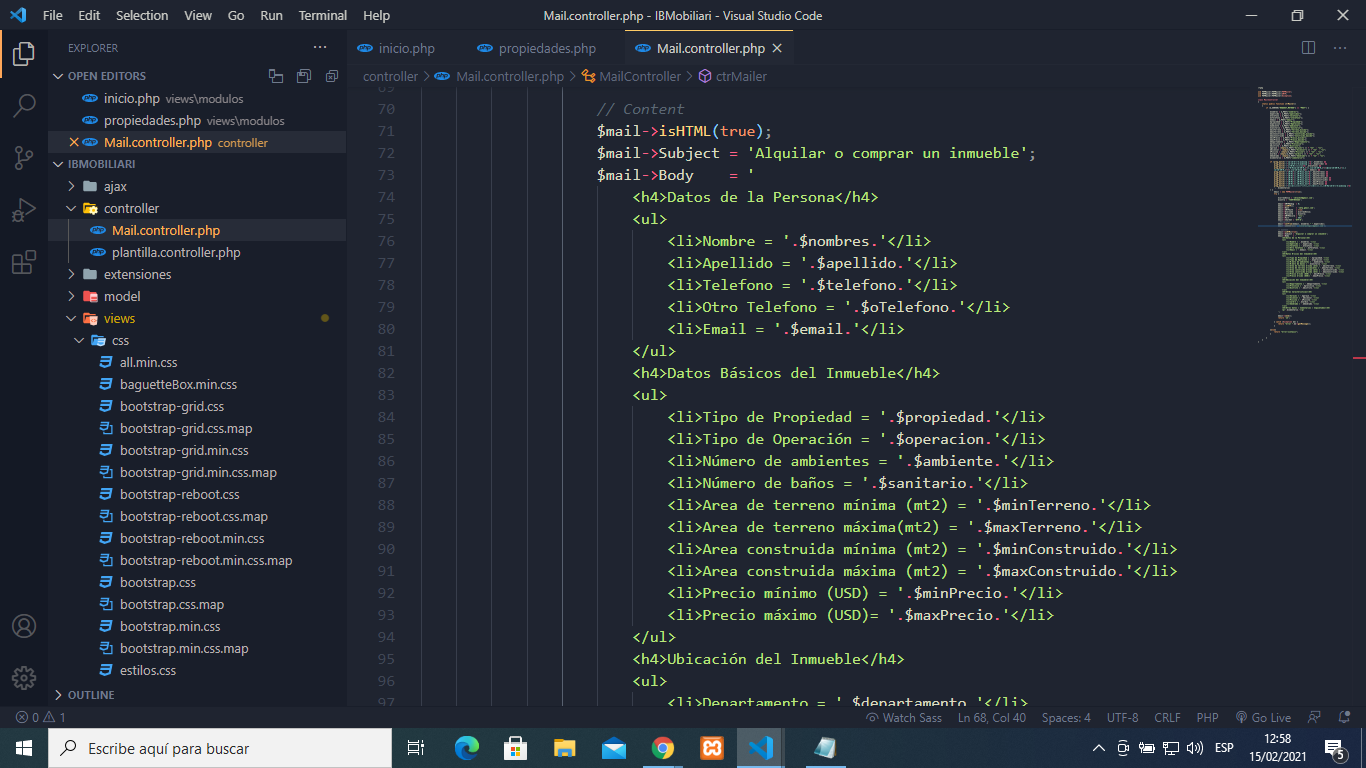 File Edit Selection View Go Run Terminal Help
Mail.controller.php - IBMobiliari - Visual Studio Code
EXPLORER
OPEN EDITORS
inicio.php views\modulos
propiedades.php views\modulos
Mail.controller.php controller
IBMOBILIARI
ajax
controller
Mail.controller.php
plantilla.controller.php
extensiones
model
views
css
all.min.css
baguetteBox.min.css
bootstrap-grid.css
bootstrap-grid.css.map
bootstrap-grid.min.css
bootstrap-grid.min.css.map
bootstrap-reboot.css
bootstrap-reboot.css.map
bootstrap-reboot.min.css
bootstrap-reboot.min.css.map
bootstrap.css
bootstrap.css.map
bootstrap.min.css
bootstrap.min.css.map
estilos.css
OUTLINE
inicio.php propiedades.php Mail.controller.php
controller > Mail.controller.php > MailController > ctrMailer
69
70 // Content
71 $mail->isHTML(true);
72 $mail->Subject = 'Alquilar o comprar un inmueble';
73 $mail->Body    = '
74 <h4>Datos de la Persona</h4>
75 <ul>
76 <li>Nombre = '.$nombres.'</li>
77 <li>Apellido = '.$apellido.'</li>
78 <li>Telefono = '.$telefono.'</li>
79 <li>Otro Telefono = '.$oTelefono.'</li>
80 <li>Email = '.$email.'</li>
81 </ul>
82 <h4>Datos Básicos del Inmueble</h4>
83 <ul>
84 <li>Tipo de Propiedad = '.$propiedad.'</li>
85 <li>Tipo de Operación = '.$operacion.'</li>
86 <li>Número de ambientes = '.$ambiente.'</li>
87 <li>Número de baños = '.$sanitario.'</li>
88 <li>Area de terreno mínima (mt2) = '.$minTerreno.'</li>
89 <li>Area de terreno máxima(mt2) = '.$maxTerreno.'</li>
90 <li>Area construida mínima (mt2) = '.$minConstruido.'</li>
91 <li>Area construida máxima (mt2) = '.$maxConstruido.'</li>
92 <li>Precio mínimo (USD) = '.$minPrecio.'</li>
93 <li>Precio máximo (USD)= '.$maxPrecio.'</li>
94 </ul>
95 <h4>Ubicación del Inmueble</h4>
96 <ul>
97 <li>Departamento = '.$departamento.'</li>
0 1
Watch Sass Ln 68, Col 40 Spaces: 4 UTF-8 CRLF PHP Go Live
Escribe aquí para buscar
ESP
12:58
15/02/2021
5